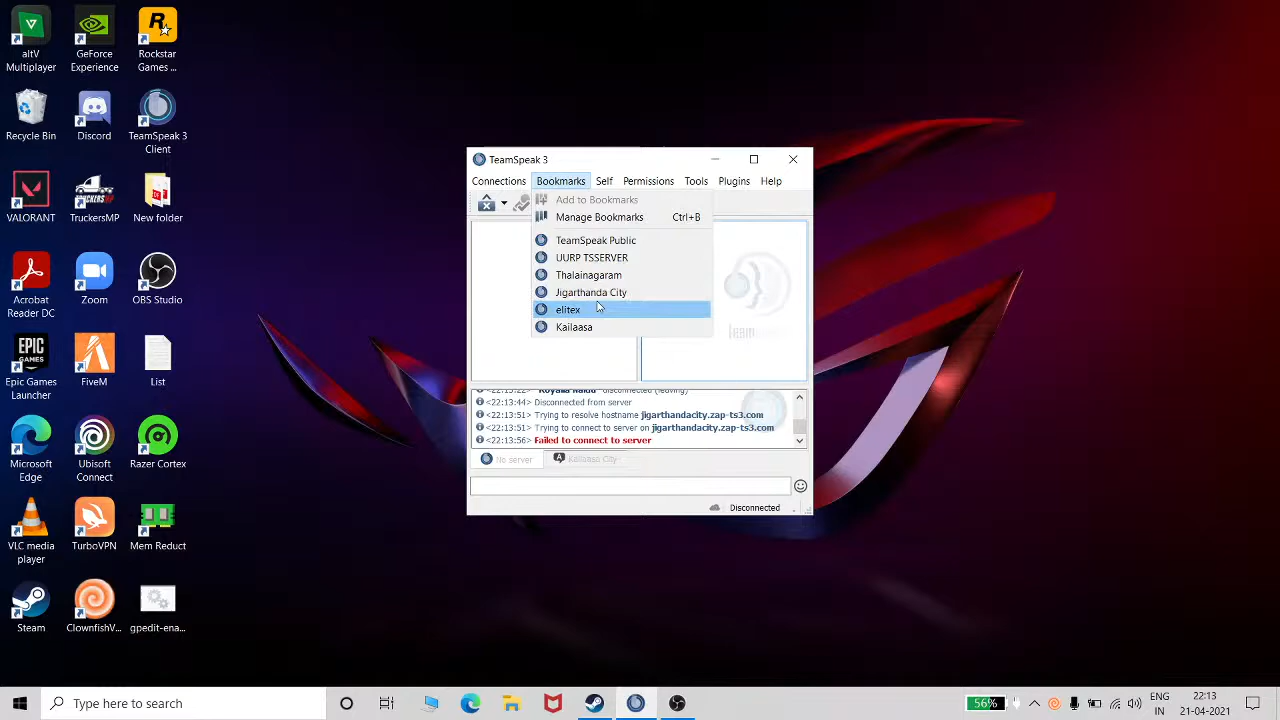 altV
Multiplayer
GeForce
Experience
Rockstar
Games ...
Recycle Bin
Discord
TeamSpeak 3
Client
VALORANT
TruckersMP
New folder
Acrobat
Reader DC
Zoom
OBS Studio
Epic Games
Launcher
FiveM
List
Microsoft
Edge
Ubisoft
Connect
Razer Cortex
VLC media
player
TurboVPN
Mem Reduct
Steam
ClownfishV...
gpedit-ena...
TeamSpeak 3
Connections Bookmarks Self Permissions Tools Plugins Help
Add to Bookmarks
Manage Bookmarks Ctrl+B
TeamSpeak Public
UURP TSSERVER
Thalainagaram
Jigarthanda City
elitex
Kailaasa
disconnected (leaving)
<22:13:44> Disconnected from server
<22:13:51> Trying to resolve hostname jigarthandacity.zap-ts3.com
<22:13:51> Trying to connect to server on jigarthandacity.zap-ts3.com
<22:13:56> Failed to connect to server
No server
Kailaasa City
Disconnected
Type here to search
56%
ENG
IN
22:13
21-04-2021